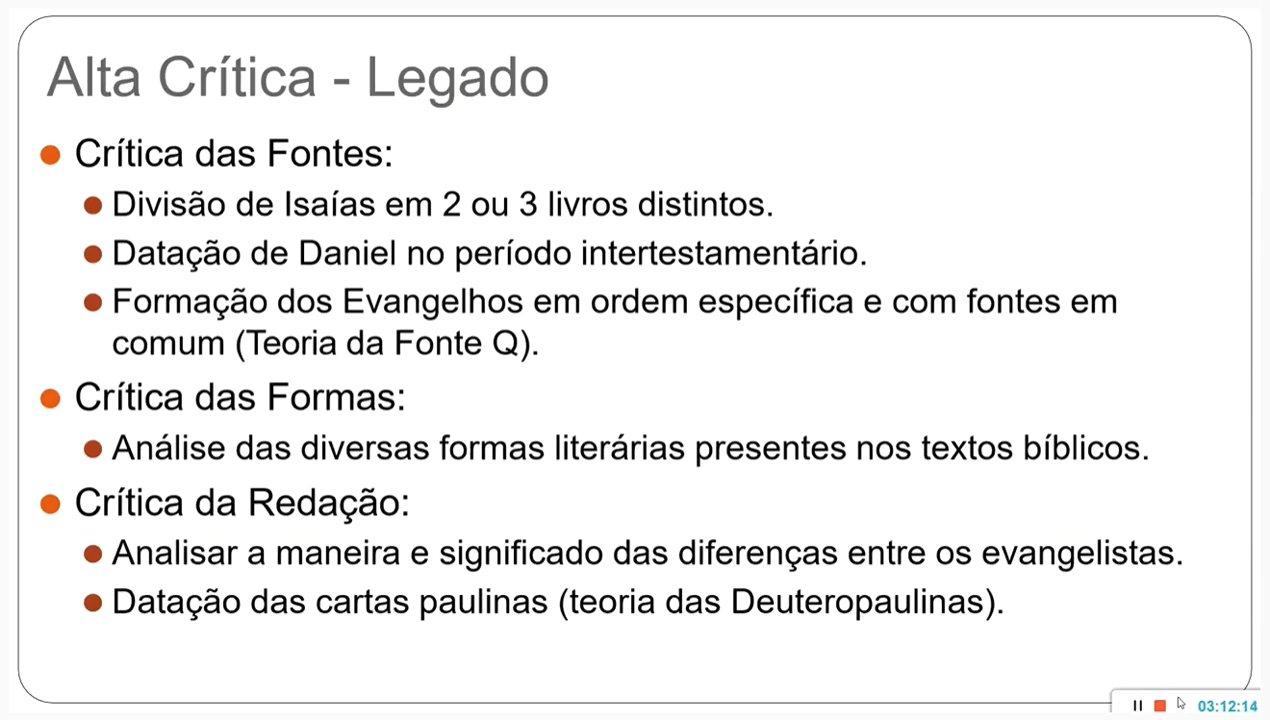 Alta Crítica - Legado
Crítica das Fontes:
Divisão de Isaías em 2 ou 3 livros distintos.
Datação de Daniel no período intertestamentário.
Formação dos Evangelhos em ordem específica e com fontes em
comum (Teoria da Fonte Q).
Crítica das Formas:
Análise das diversas formas literárias presentes nos textos bíblicos.
Crítica da Redação:
Analisar a maneira e significado das diferenças entre os evangelistas.
Datação das cartas paulinas (teoria das Deuteropaulinas).
03:12:14